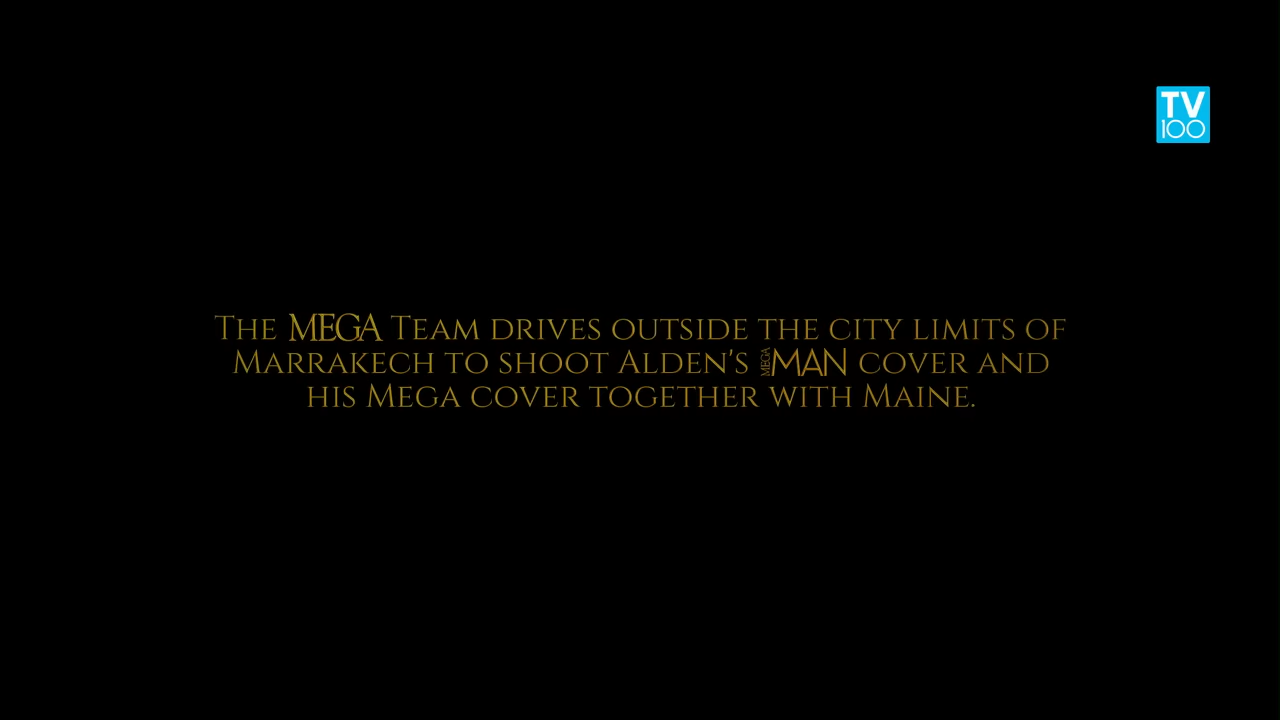 TV
100
The MEGA Team drives outside the city limits of
Marrakech to shoot Alden's MEGA MAN cover and
his Mega cover together with Maine.